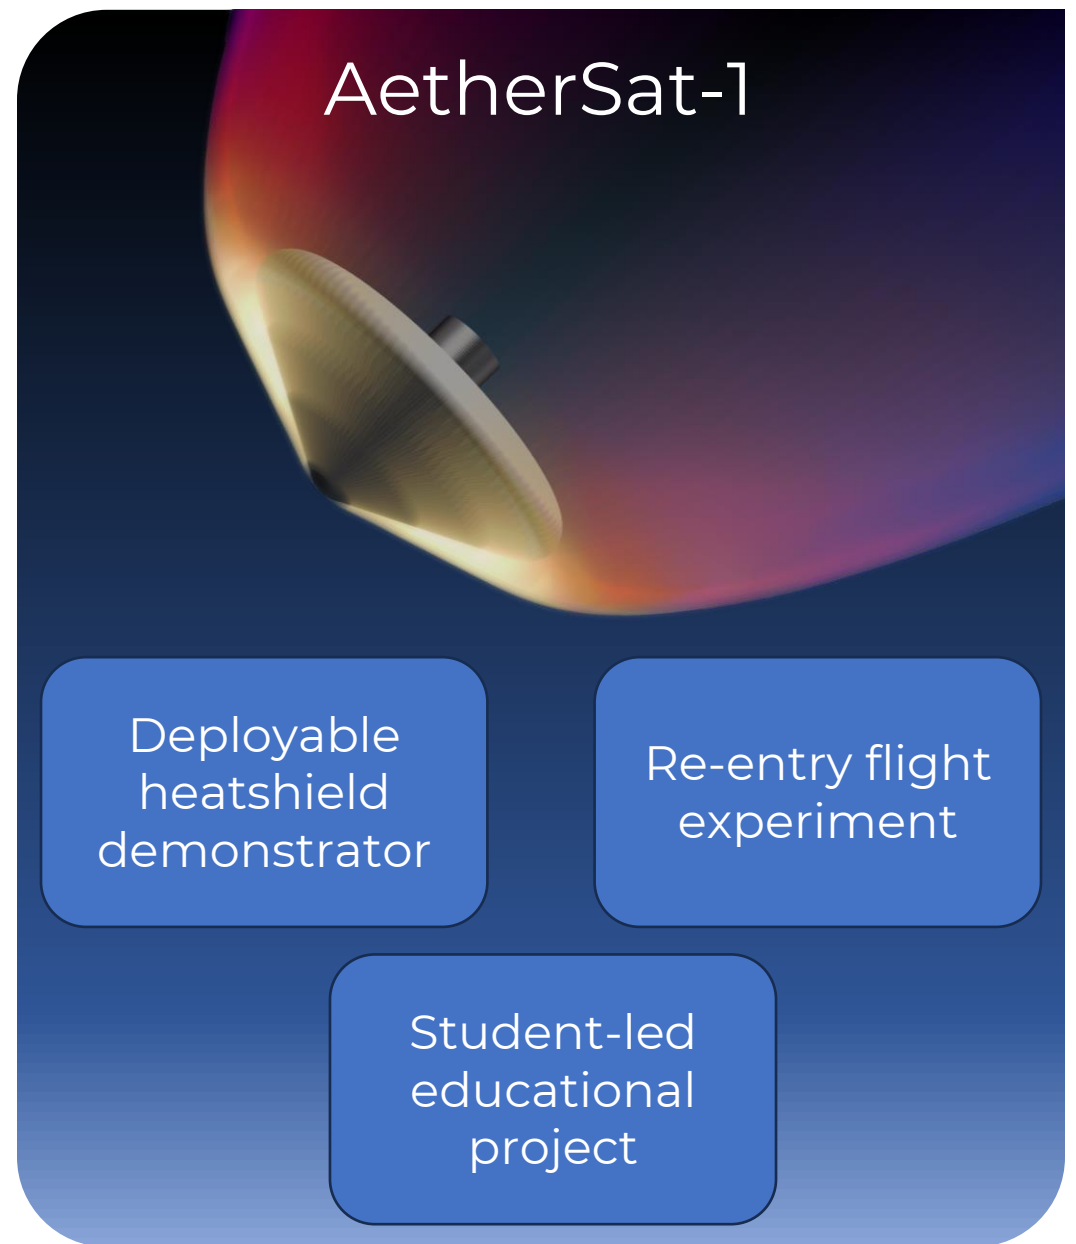 AetherSat-1
Deployable
heatshield
demonstrator
Re-entry flight
experiment
Student-led
educational
project